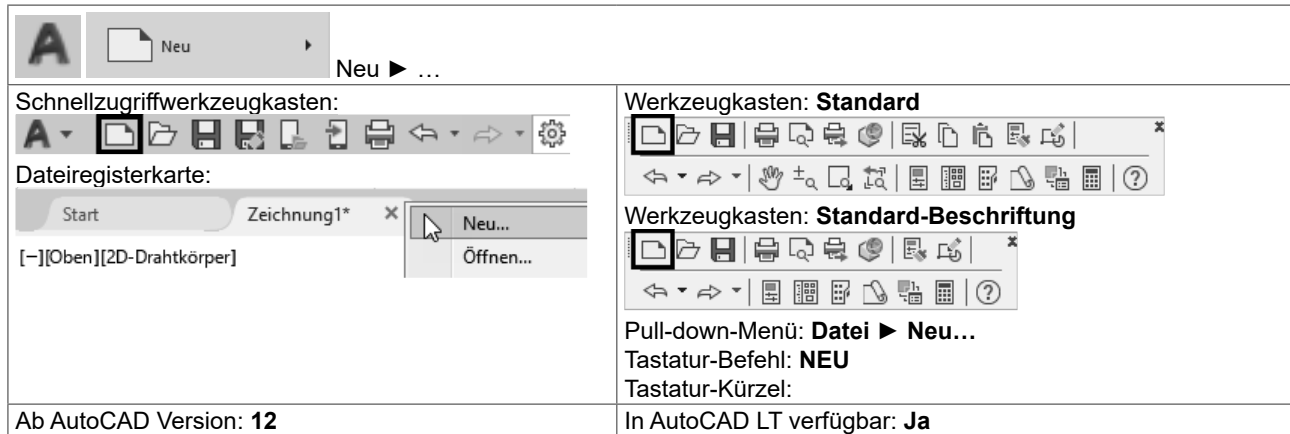 A Neu
Neu ► …
Schnellzugriffwerkzeugkasten:
A
Dateiregisterkarte:
Start Zeichnung1* × Neu...
[−][Oben][2D-Drahtkörper] Öffnen...
Werkzeugkasten: Standard
Werkzeugkasten: Standard-Beschriftung
Pull-down-Menü: Datei ► Neu…
Tastatur-Befehl: NEU
Tastatur-Kürzel:
Ab AutoCAD Version: 12
In AutoCAD LT verfügbar: Ja